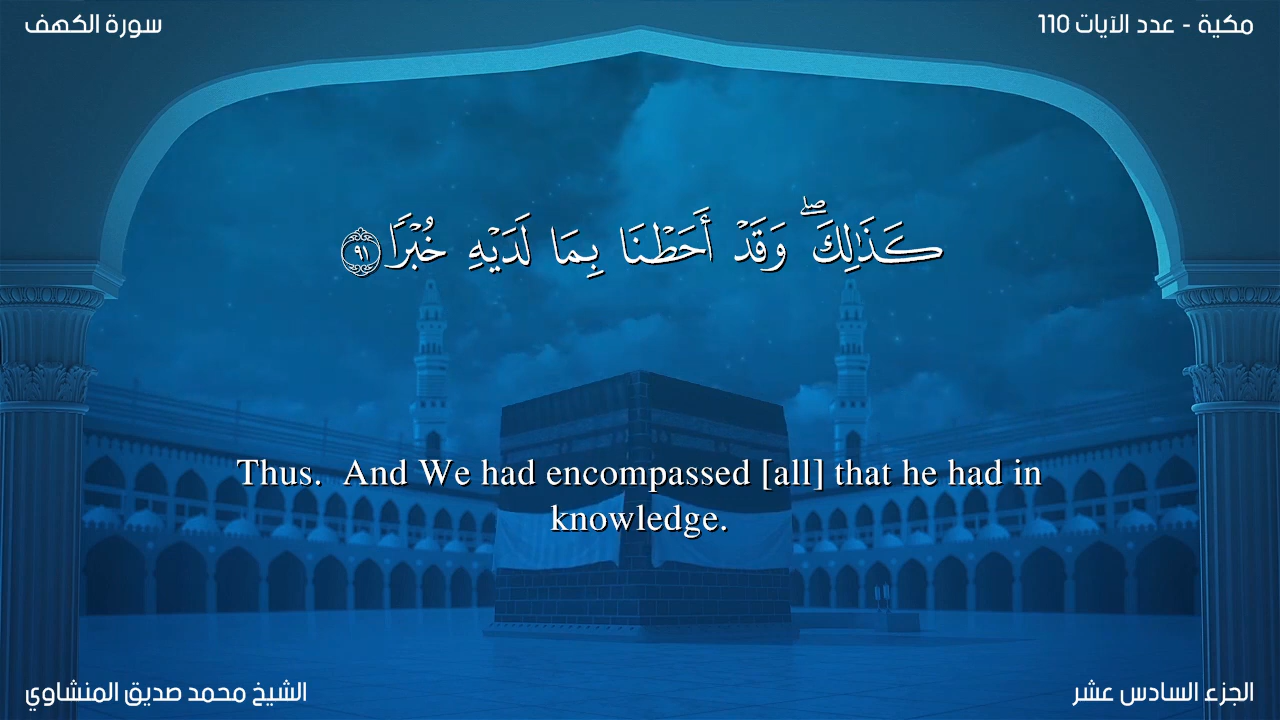 مكية - عدد الآيات 110
سورة الكهف
كَذَٰلِكَۖ وَقَدْ أَحَطْنَا بِمَا لَدَيْهِ خُبْرًا ٩١
Thus. And We had encompassed [all] that he had in
knowledge.
الجزء السادس عشر
الشيخ محمد صديق المنشاوي